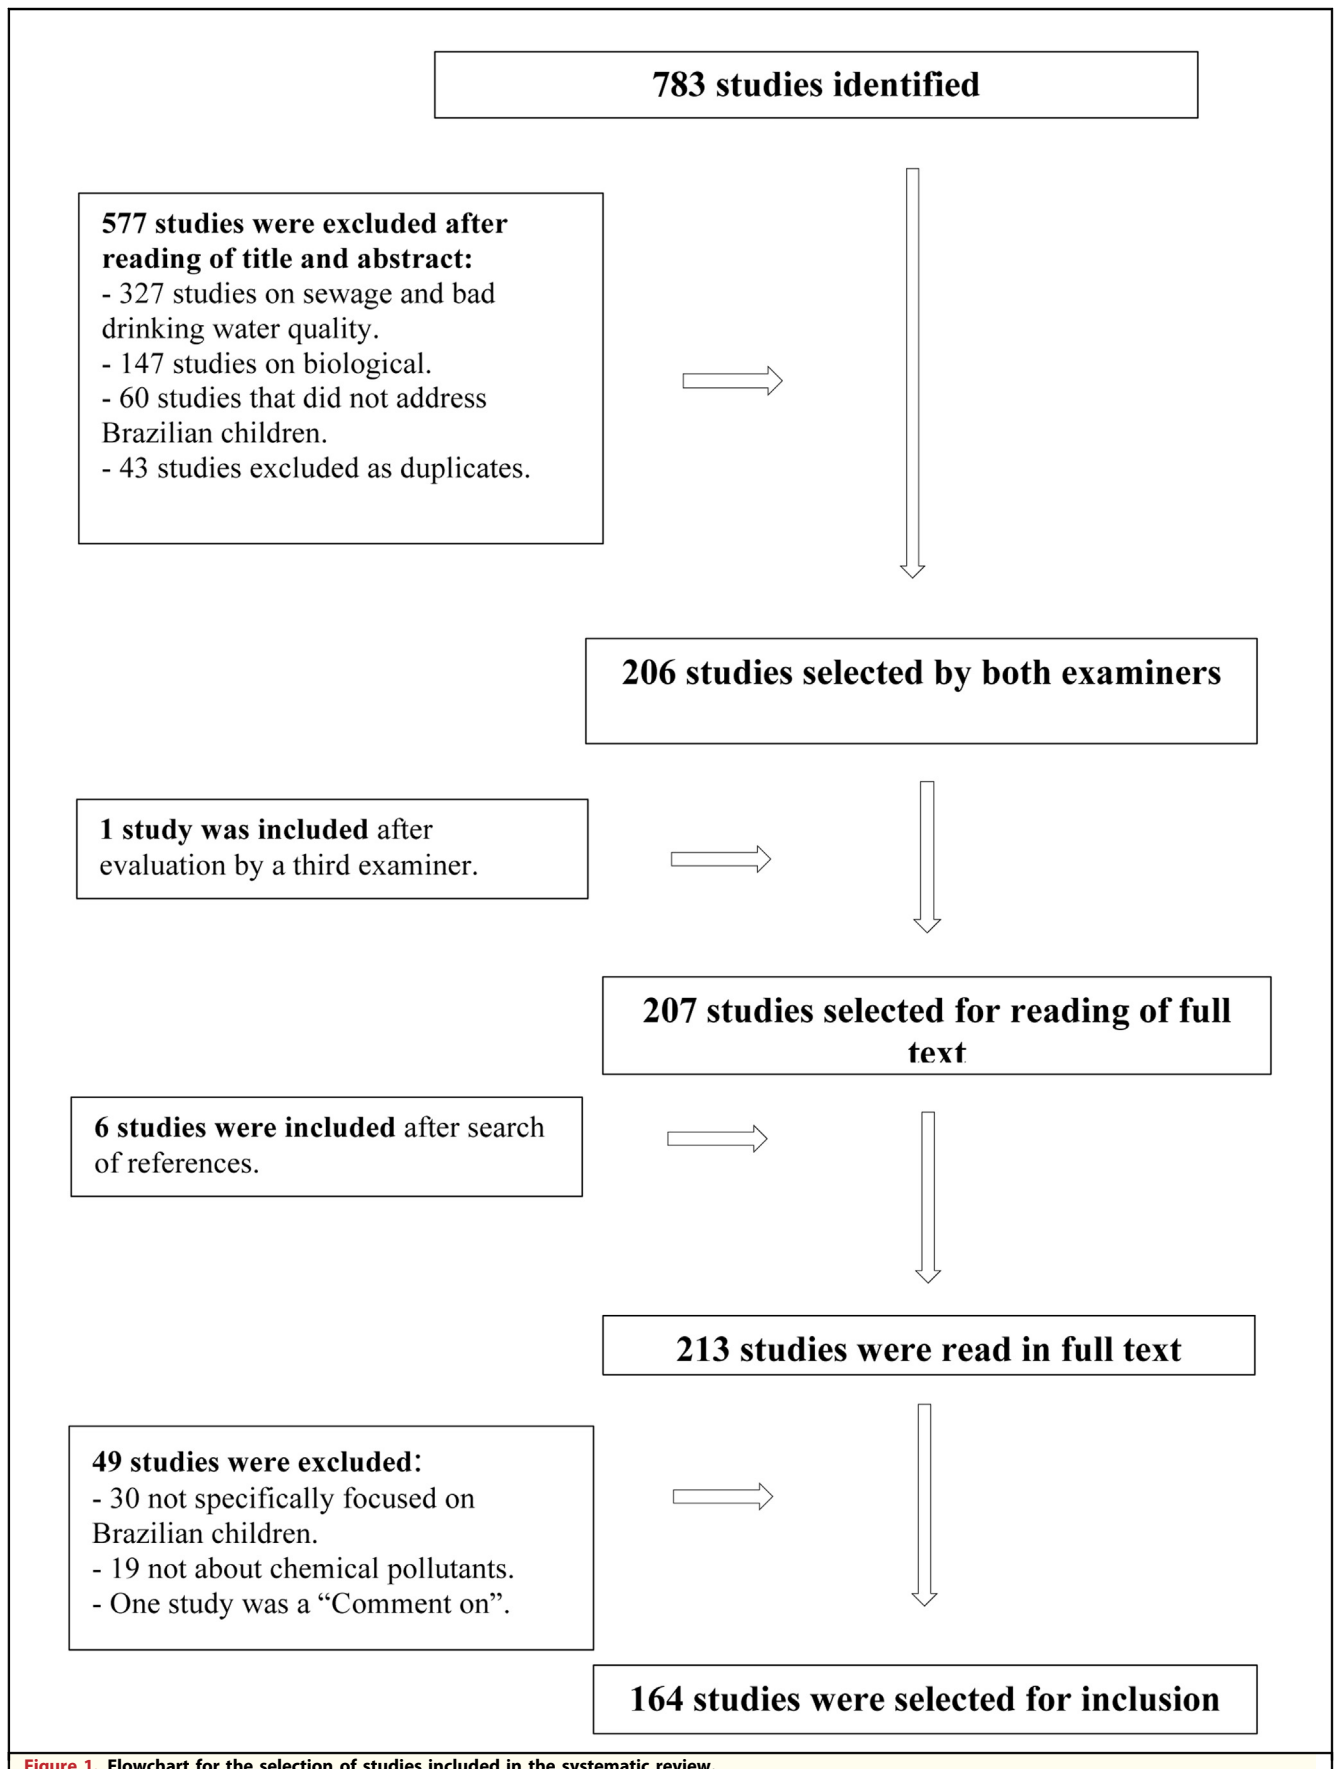 783 studies identified
577 studies were excluded after
reading of title and abstract:
- 327 studies on sewage and bad
drinking water quality.
- 147 studies on biological.
- 60 studies that did not address
Brazilian children.
- 43 studies excluded as duplicates.
206 studies selected by both examiners
1 study was included after
evaluation by a third examiner.
207 studies selected for reading of full
text
6 studies were included after search
of references.
213 studies were read in full text
49 studies were excluded:
- 30 not specifically focused on
Brazilian children.
- 19 not about chemical pollutants.
- One study was a “Comment on”.
164 studies were selected for inclusion
Figure 1. Flowchart for the selection of studies included in the systematic review.